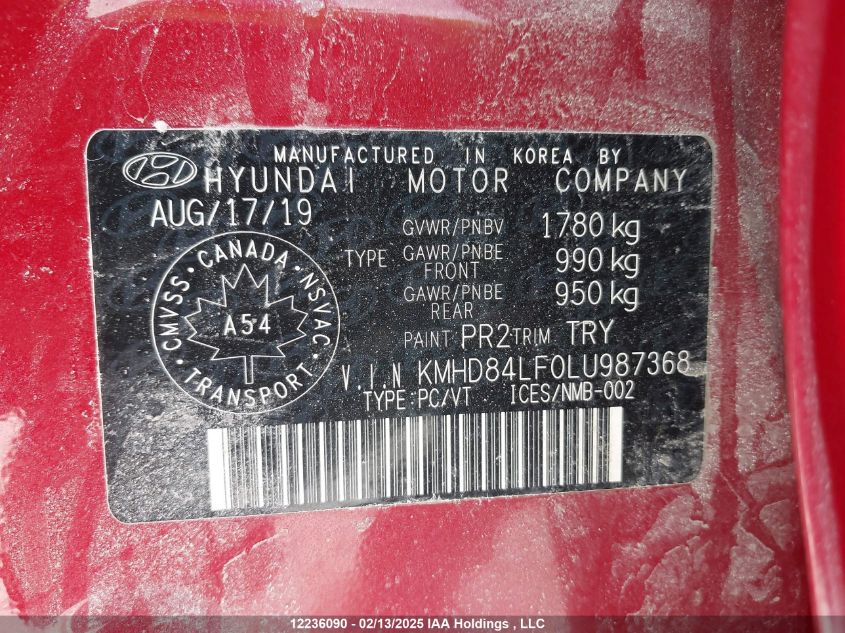 MANUFACTURED IN KOREA BY
HYUNDAI MOTOR COMPANY
AUG/17/19
GVWR/PNBV 1780 kg
TYPE GAWR/PNBE FRONT 990 kg
GAWR/PNBE REAR 950 kg
PAINT PR2 TRIM TRY
V.I.N KMHD84LF0LU987368
TYPE: PC/VT ICES/NMB-002
CMVSS • CANADA • NSVAC
A54
TRANSPORT
12236090 - 02/13/2025 IAA Holdings , LLC